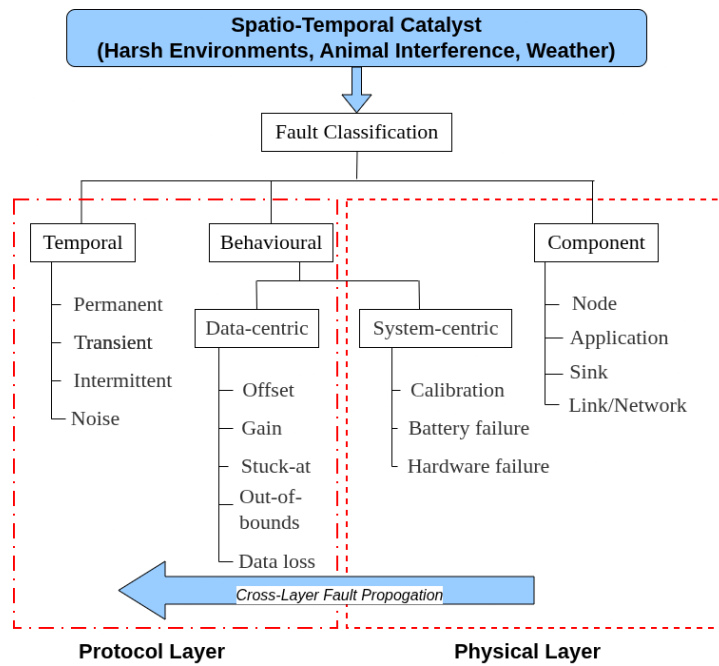 Spatio-Temporal Catalyst
(Harsh Environments, Animal Interference, Weather)
Fault Classification
Temporal
Behavioural
Component
Permanent
Transient
Intermittent
Noise
Data-centric
Offset
Gain
Stuck-at
Out-of-
bounds
Data loss
System-centric
Calibration
Battery failure
Hardware failure
Node
Application
Sink
Link/Network
Cross-Layer Fault Propogation
Protocol Layer
Physical Layer